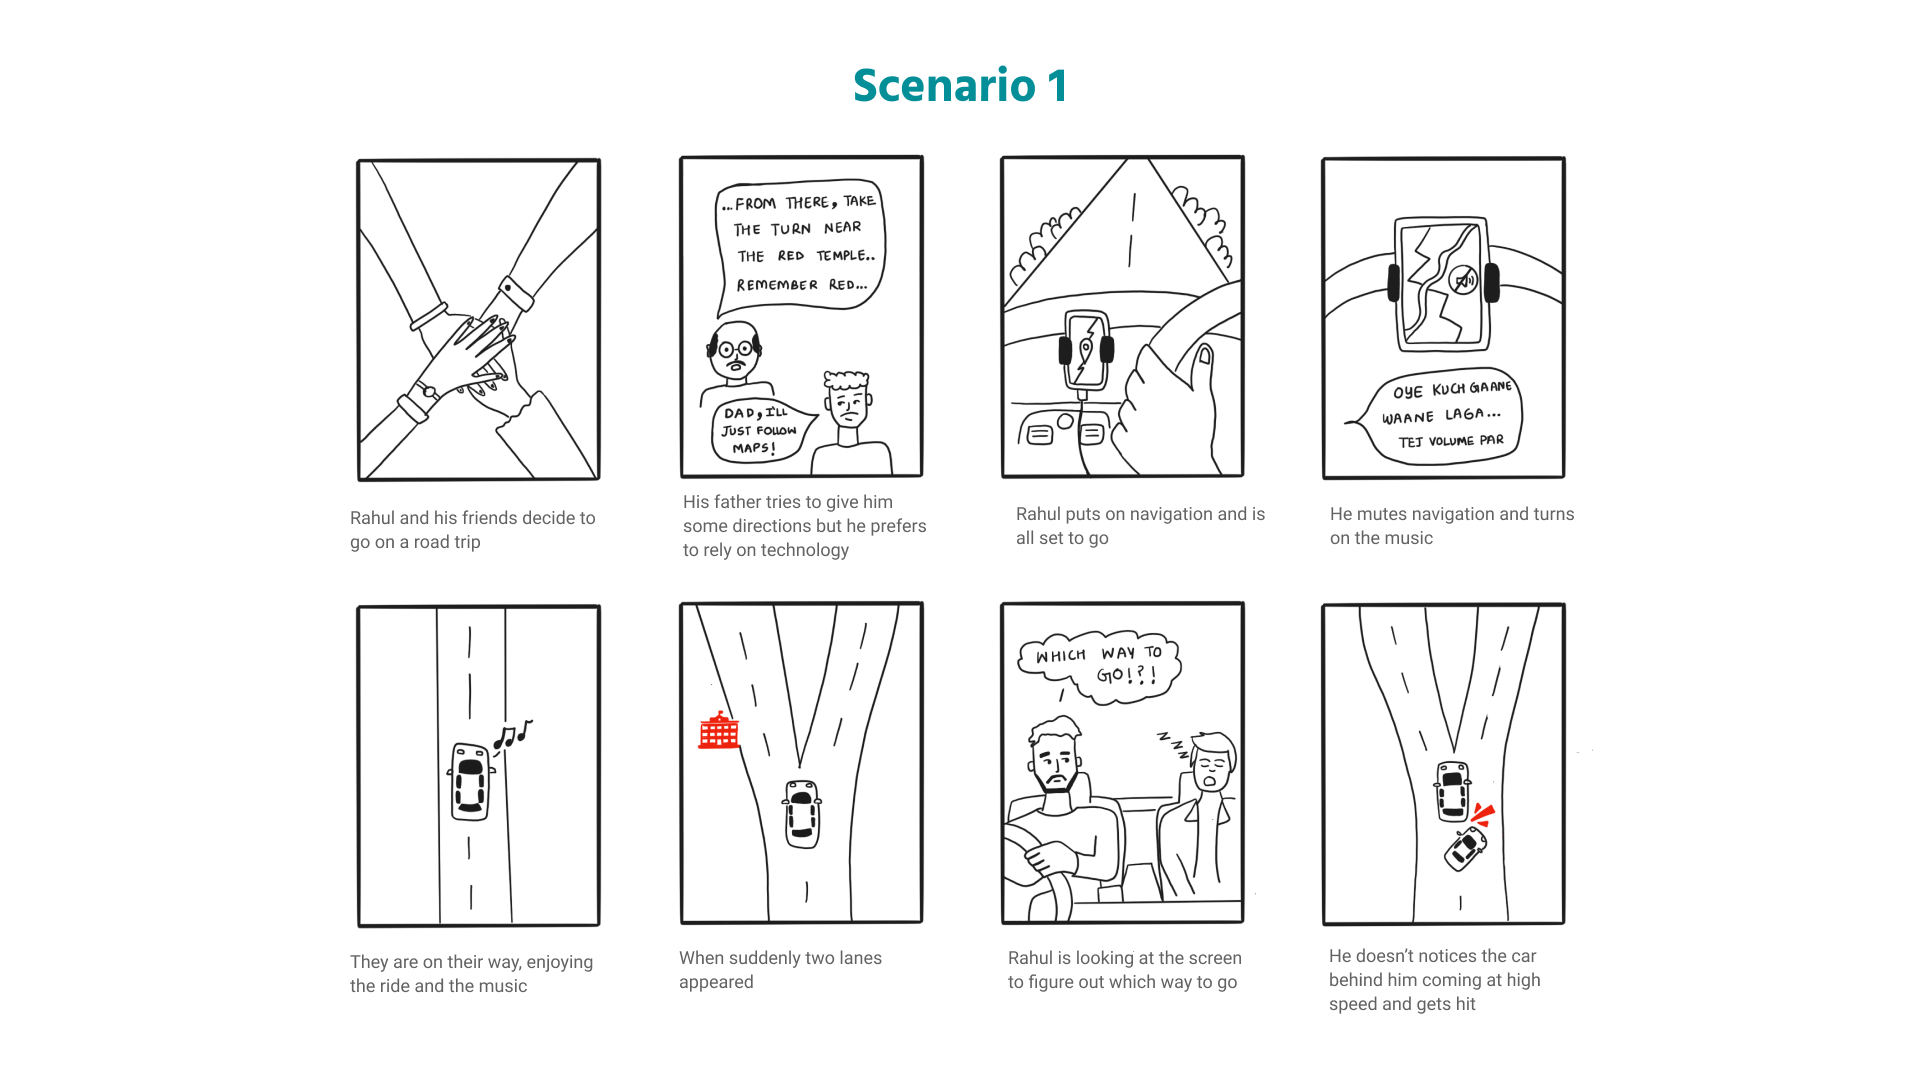 Scenario 1
...FROM THERE, TAKE
THE TURN NEAR
THE RED TEMPLE..
REMEMBER RED...
DAD, I'LL
JUST FOLLOW
MAPS!
OYE KUCH GAANE
WAANE LAGA...
TEJ VOLUME PAR
Rahul and his friends decide to
go on a road trip
His father tries to give him
some directions but he prefers
to rely on technology
Rahul puts on navigation and is
all set to go
He mutes navigation and turns
on the music
WHICH WAY TO
GO!?!
z z z z
They are on their way, enjoying
the ride and the music
When suddenly two lanes
appeared
Rahul is looking at the screen
to figure out which way to go
He doesn't notices the car
behind him coming at high
speed and gets hit